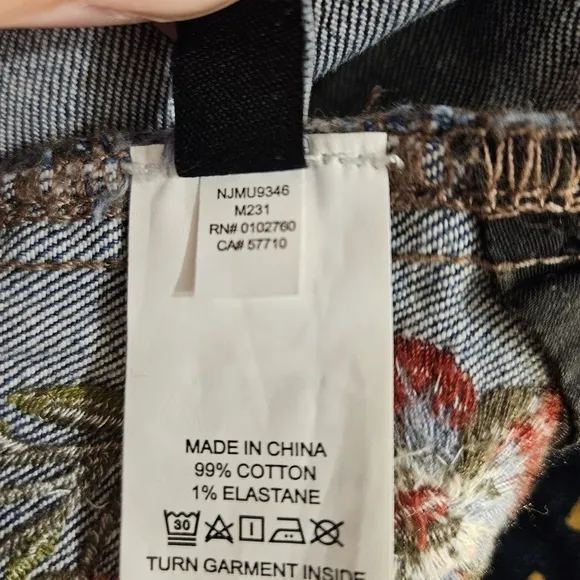 NJMU9346
M231
RN# 0102760
CA# 57710
MADE IN CHINA
99% COTTON
1% ELASTANE
30
TURN GARMENT INSIDE